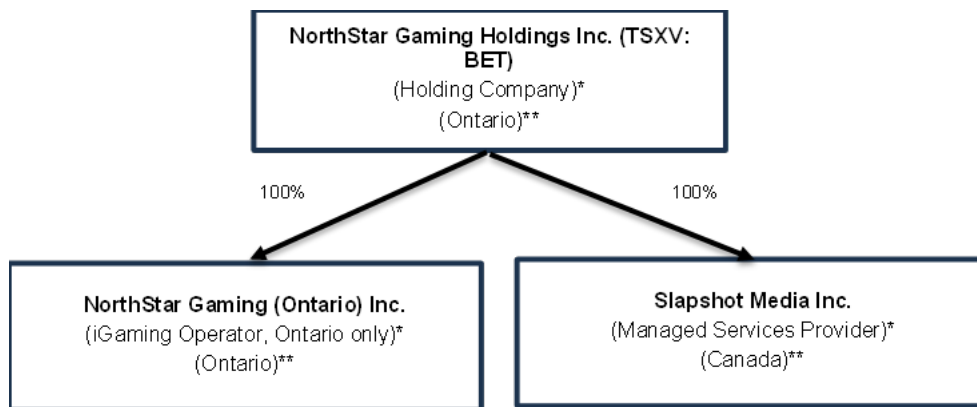 NorthStar Gaming Holdings Inc. (TSXV:
BET)
(Holding Company)*
(Ontario)**
100%
100%
NorthStar Gaming (Ontario) Inc.
(iGaming Operator, Ontario only)*
(Ontario)**
Slapshot Media Inc.
(Managed Services Provider)*
(Canada)**